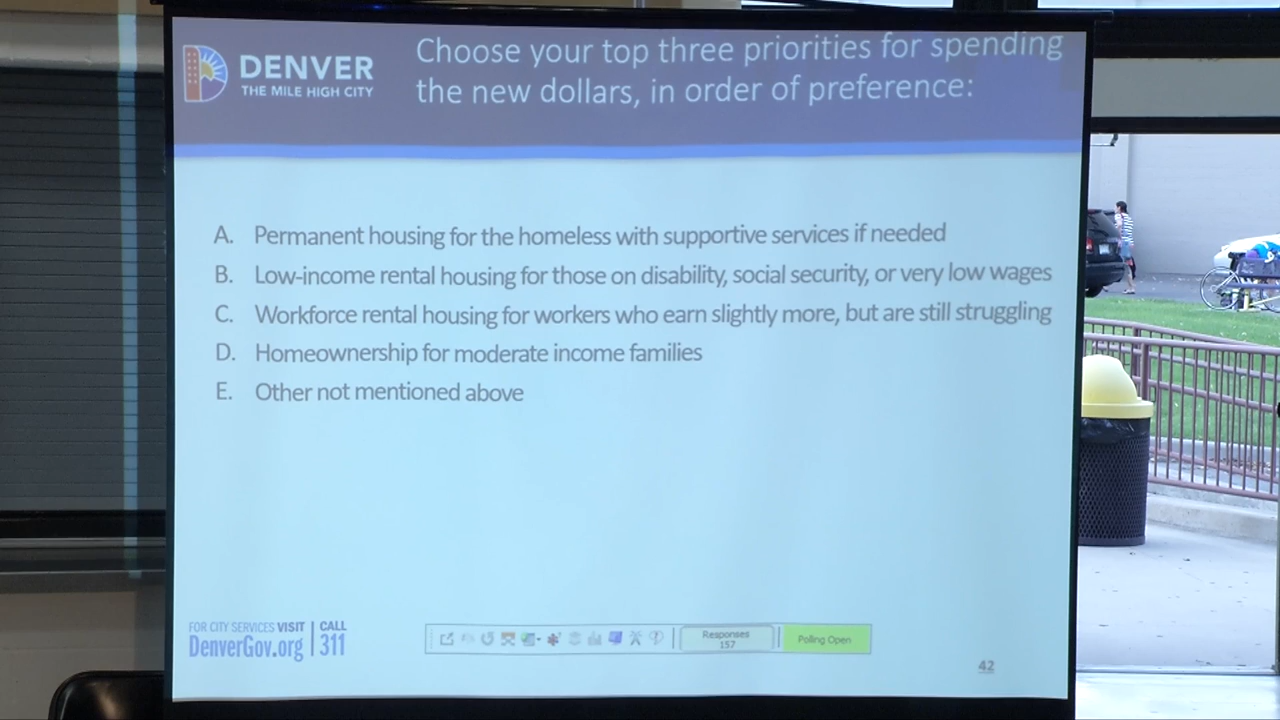 DENVER
THE MILE HIGH CITY
Choose your top three priorities for spending
the new dollars, in order of preference:
A. Permanent housing for the homeless with supportive services if needed
B. Low-income rental housing for those on disability, social security, or very low wages
C. Workforce rental housing for workers who earn slightly more, but are still struggling
D. Homeownership for moderate income families
E. Other not mentioned above
FOR CITY SERVICES VISIT
DenverGov.org
CALL
311
Responses
157
Polling Open
42